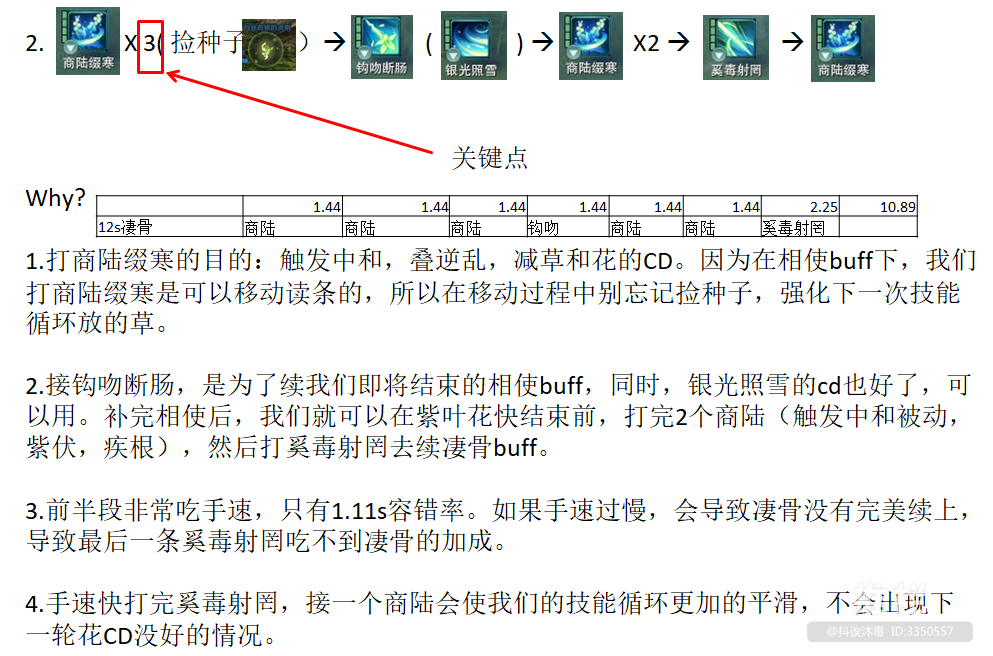 2. 商陆缀寒 X 3( 捡种子 ) → 钩吻断肠 ( 银光照雪 ) → 商陆缀寒 X2 → 奚毒射罔 → 商陆缀寒
关键点
Why?
1.44 1.44 1.44 1.44 1.44 1.44 2.25 10.89
12s凄骨 商陆 商陆 商陆 钩吻 商陆 商陆 奚毒射罔
1.打商陆缀寒的目的：触发中和，叠逆乱，减草和花的CD。因为在相使buff下，我们
打商陆缀寒是可以移动读条的，所以在移动过程中别忘记捡种子，强化下一次技能
循环放的草。
2.接钩吻断肠，是为了续我们即将结束的相使buff，同时，银光照雪的cd也好了，可
以用。补完相使后，我们就可以在紫叶花快结束前，打完2个商陆（触发中和被动，
紫伏，疾根），然后打奚毒射罔去续凄骨buff。
3.前半段非常吃手速，只有1.11s容错率。如果手速过慢，会导致凄骨没有完美续上，
导致最后一条奚毒射罔吃不到凄骨的加成。
4.手速快打完奚毒射罔，接一个商陆会使我们的技能循环更加的平滑，不会出现下
一轮花CD没好的情况。
@抖诶沐毒 ID:3350557